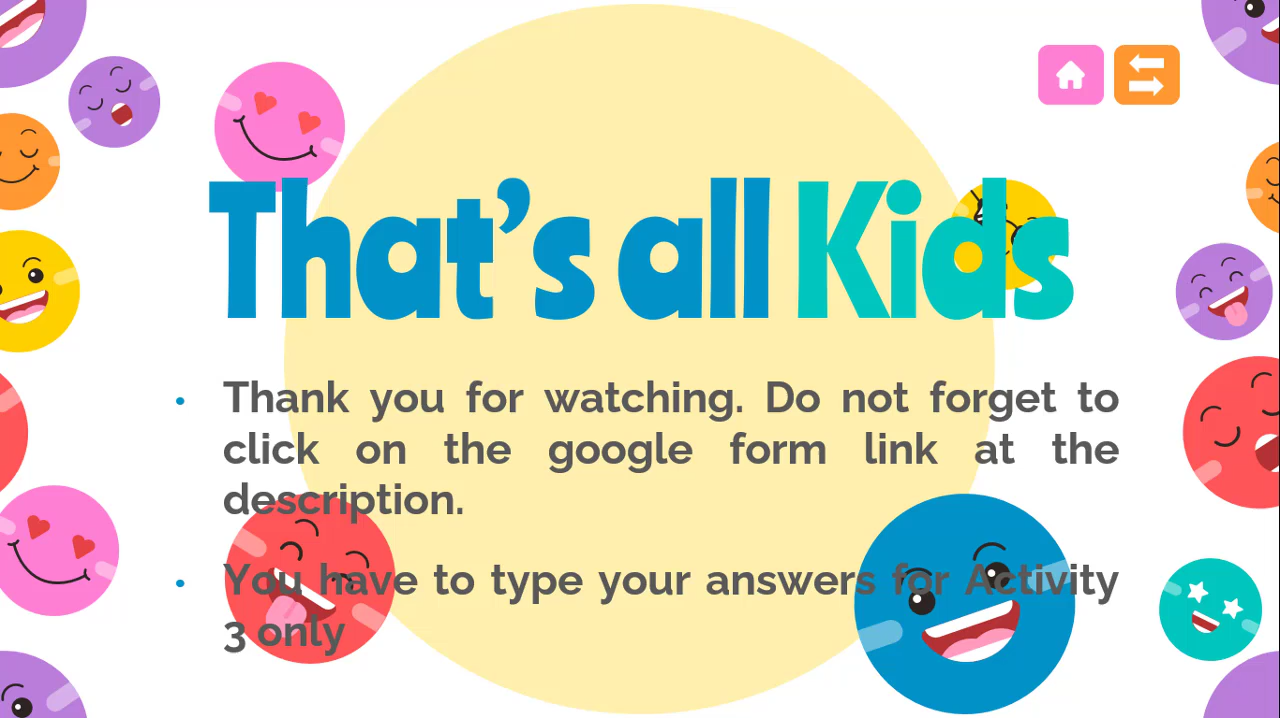 That's all Kids
• Thank you for watching. Do not forget to
click on the google form link at the
description.
• You have to type your answers for Activity
3 only